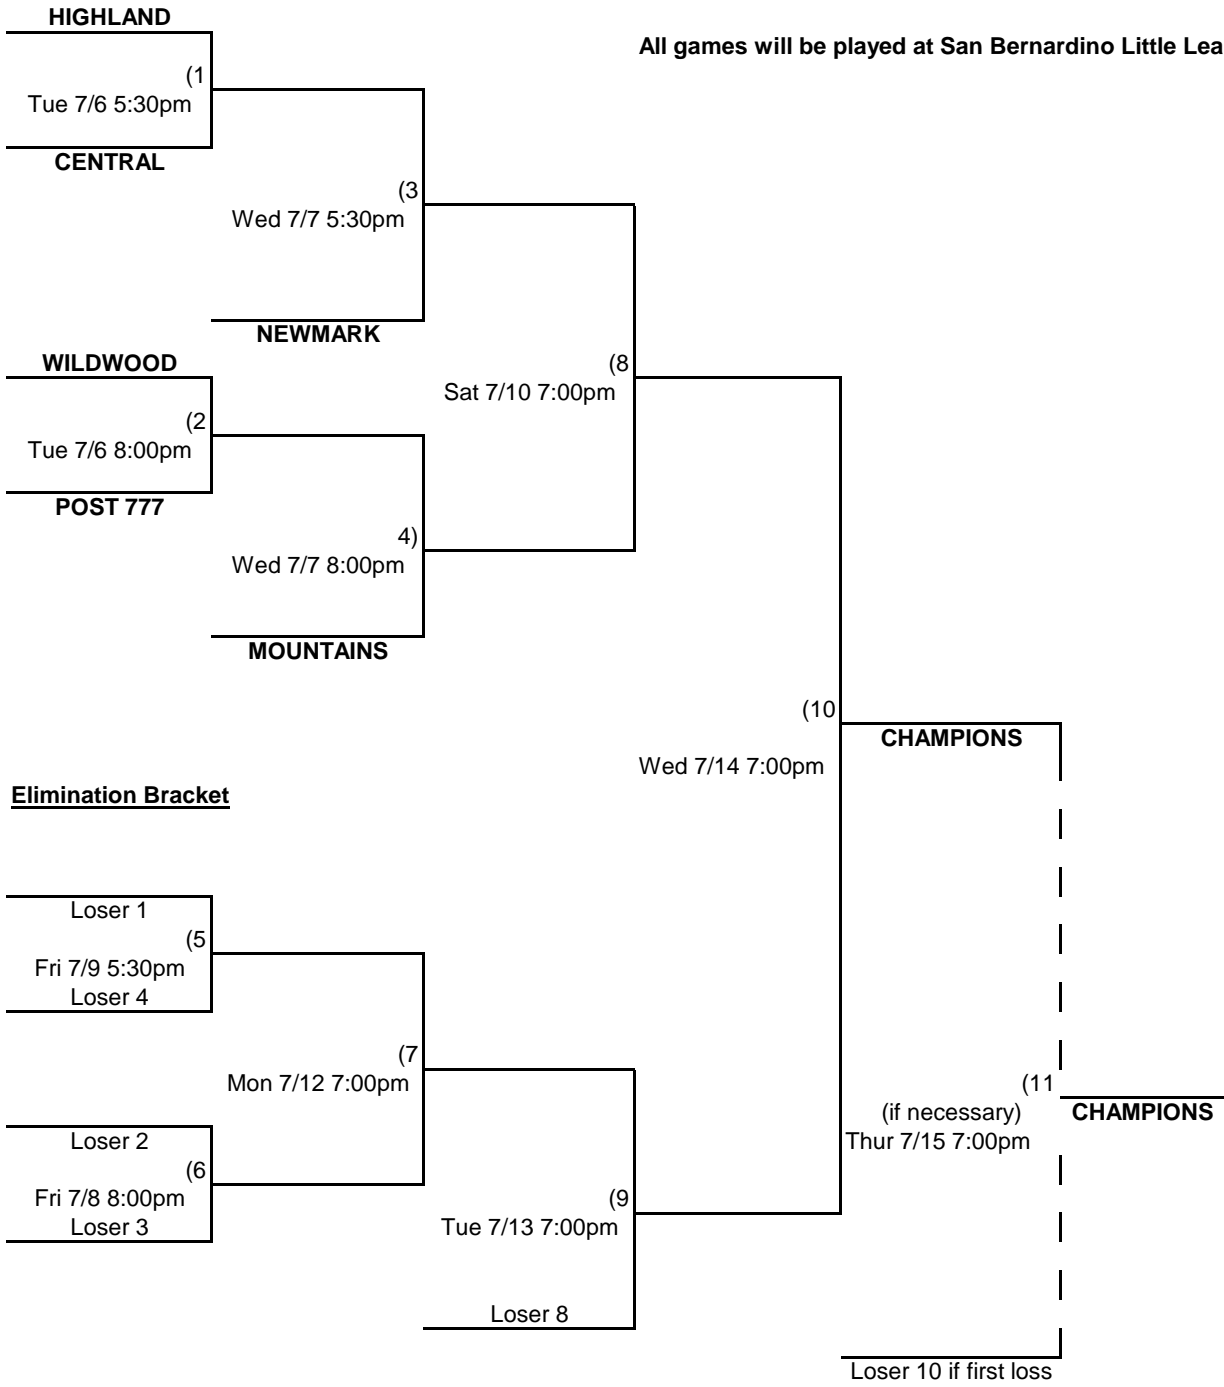 HIGHLAND
All games will be played at San Bernardino Little Lea
(1
Tue 7/6 5:30pm
CENTRAL
(3
Wed 7/7 5:30pm
NEWMARK
WILDWOOD
(8
Sat 7/10 7:00pm
(2
Tue 7/6 8:00pm
POST 777
4)
Wed 7/7 8:00pm
MOUNTAINS
(10
CHAMPIONS
Wed 7/14 7:00pm
Elimination Bracket
Loser 1
(5
Fri 7/9 5:30pm
Loser 4
(7
Mon 7/12 7:00pm
(11
(if necessary)
CHAMPIONS
Thur 7/15 7:00pm
Loser 2
(6
Fri 7/8 8:00pm
Loser 3
(9
Tue 7/13 7:00pm
Loser 8
Loser 10 if first loss